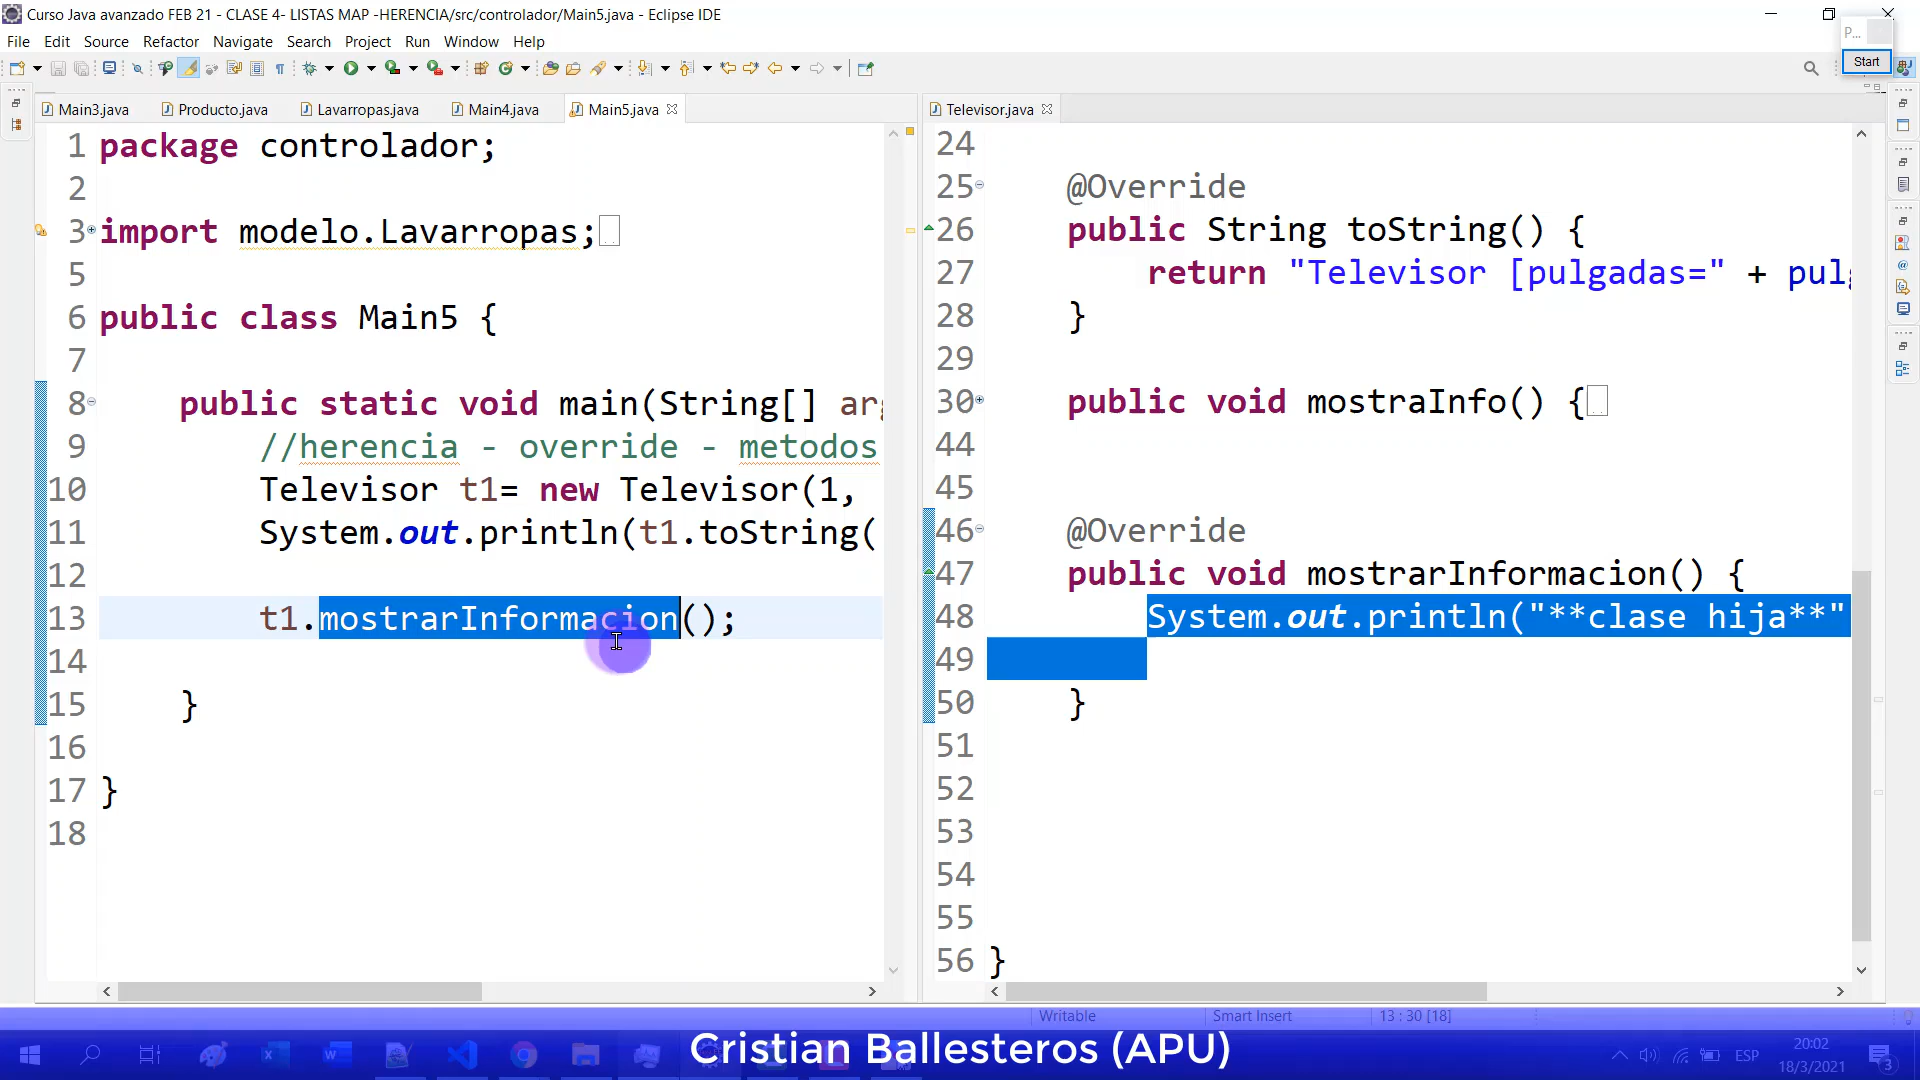 Curso Java avanzado FEB 21 - CLASE 4- LISTAS MAP -HERENCIA/src/controlador/Main5.java - Eclipse IDE
P...
File Edit Source Refactor Navigate Search Project Run Window Help
Start
Main3.java Producto.java Lavarropas.java Main4.java Main5.java
1 package controlador;
2
3 import modelo.Lavarropas;
5
6 public class Main5 {
7
8 public static void main(String[] arg
9 //herencia - override - metodos
10 Televisor t1= new Televisor(1,
11 System.out.println(t1.toString(
12
13 t1.mostrarInformacion();
14
15 }
16
17 }
18
Televisor.java
24
25 @Override
26 public String toString() {
27 return "Televisor [pulgadas=" + pulg
28 }
29
30 public void mostraInfo() {
44
45
46 @Override
47 public void mostrarInformacion() {
48 System.out.println("**clase hija**"
49
50 }
51
52
53
54
55
56 }
Writable Smart Insert 13 : 30 [18]
Cristian Ballesteros (APU)
ESP
20:02
18/3/2021
3